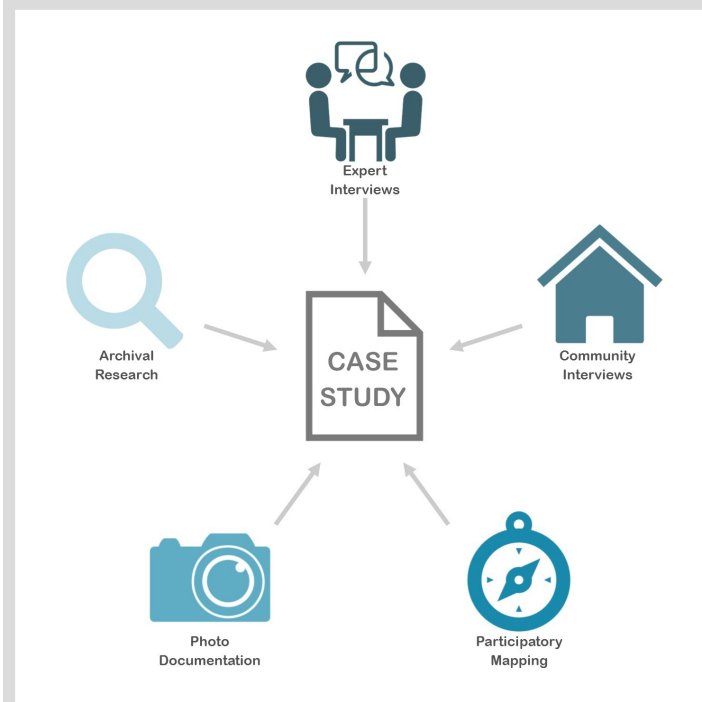 Expert
Interviews
Archival
Research
CASE
STUDY
Community
Interviews
Photo
Documentation
Participatory
Mapping